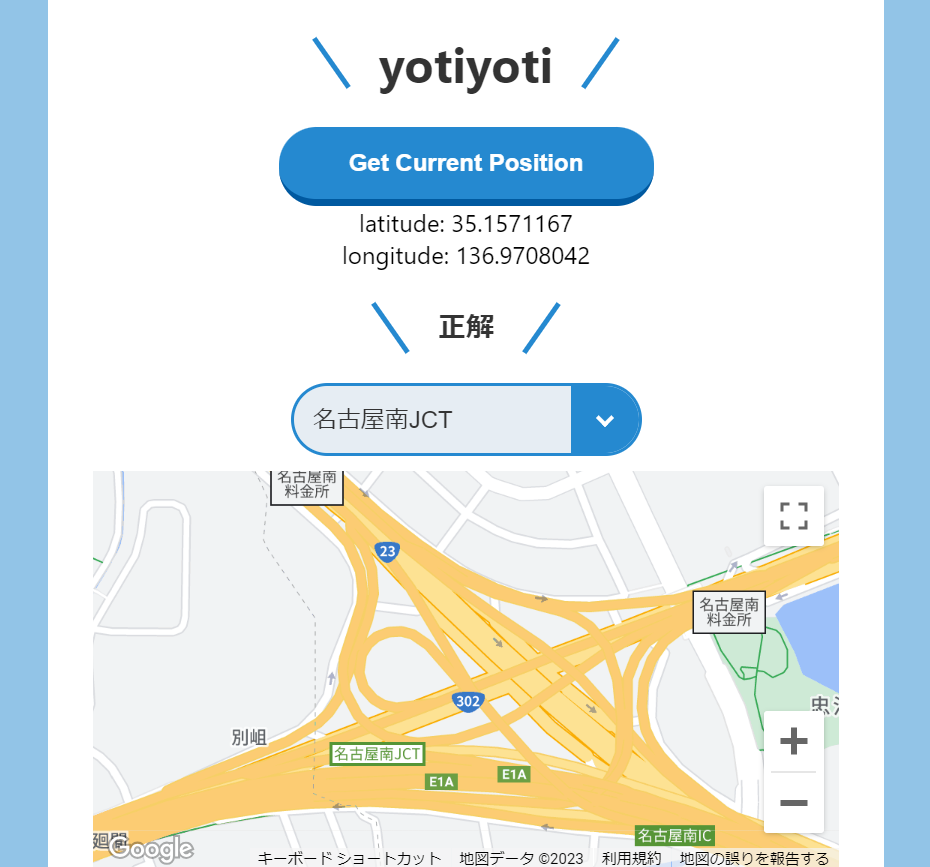 yotiyoti
Get Current Position
latitude: 35.1571167
longitude: 136.9708042
正解
名古屋南JCT
名古屋南
料金所
23
名古屋南
料金所
302
別岨
名古屋南JCT
E1A
E1A
名古屋南IC
廻間
Google
キーボード ショートカット 地図データ ©2023 利用規約 地図の誤りを報告する